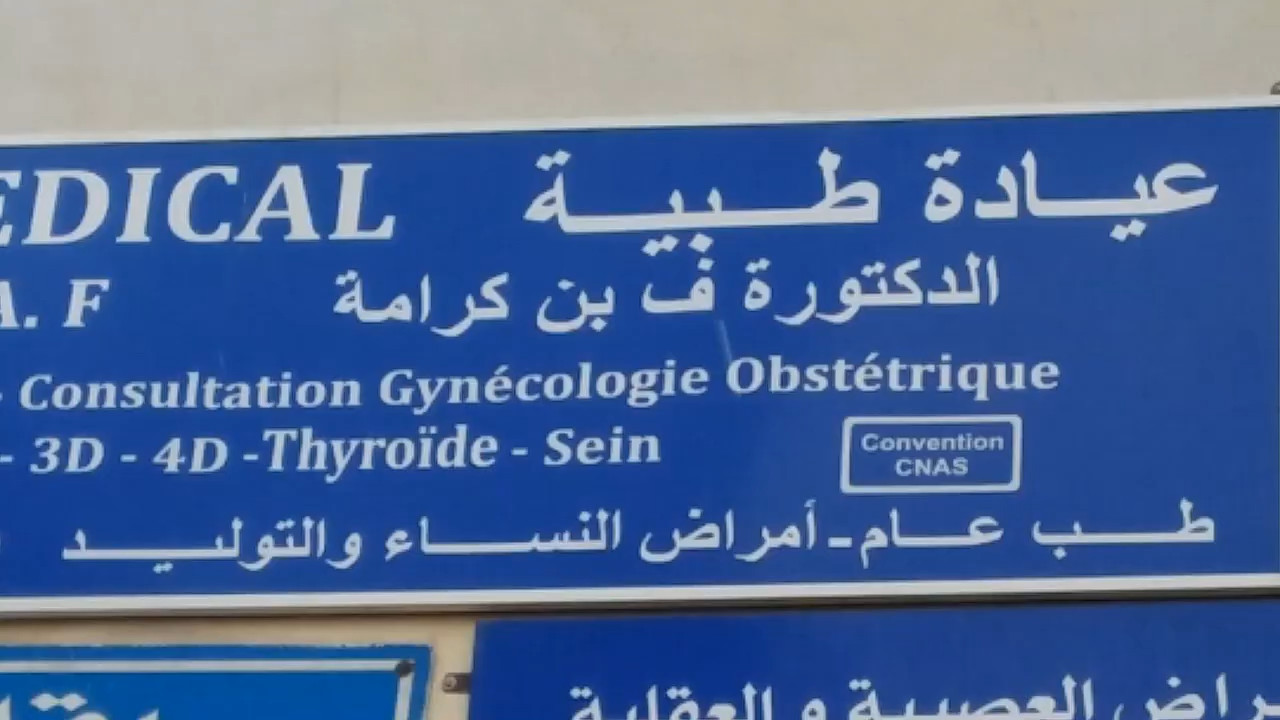 EDICAL عيادة طبية
A. F الدكتورة ف بن كرامة
- Consultation Gynécologie Obstétrique
- 3D - 4D -Thyroïde - Sein
Convention
CNAS
طب عام - أمراض النساء والتوليد
العصبية و العقلية